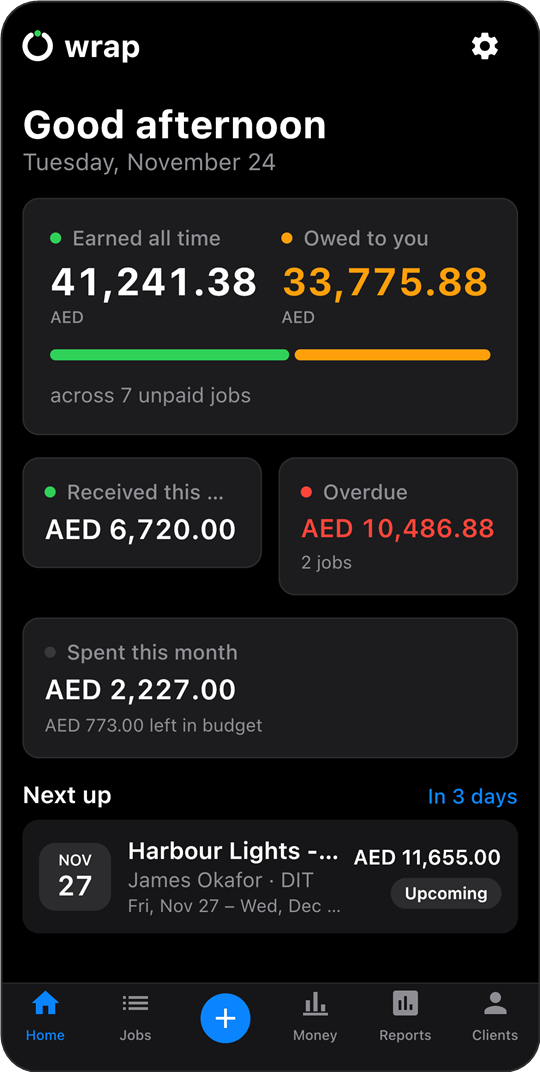 wrap
Good afternoon
Tuesday, November 24
Earned all time
41,241.38
AED
Owed to you
33,775.88
AED
across 7 unpaid jobs
Received this ...
AED 6,720.00
Overdue
AED 10,486.88
2 jobs
Spent this month
AED 2,227.00
AED 773.00 left in budget
Next up
In 3 days
NOV
27
Harbour Lights -...
James Okafor · DIT
Fri, Nov 27 – Wed, Dec ...
AED 11,655.00
Upcoming
Home
Jobs
Money
Reports
Clients